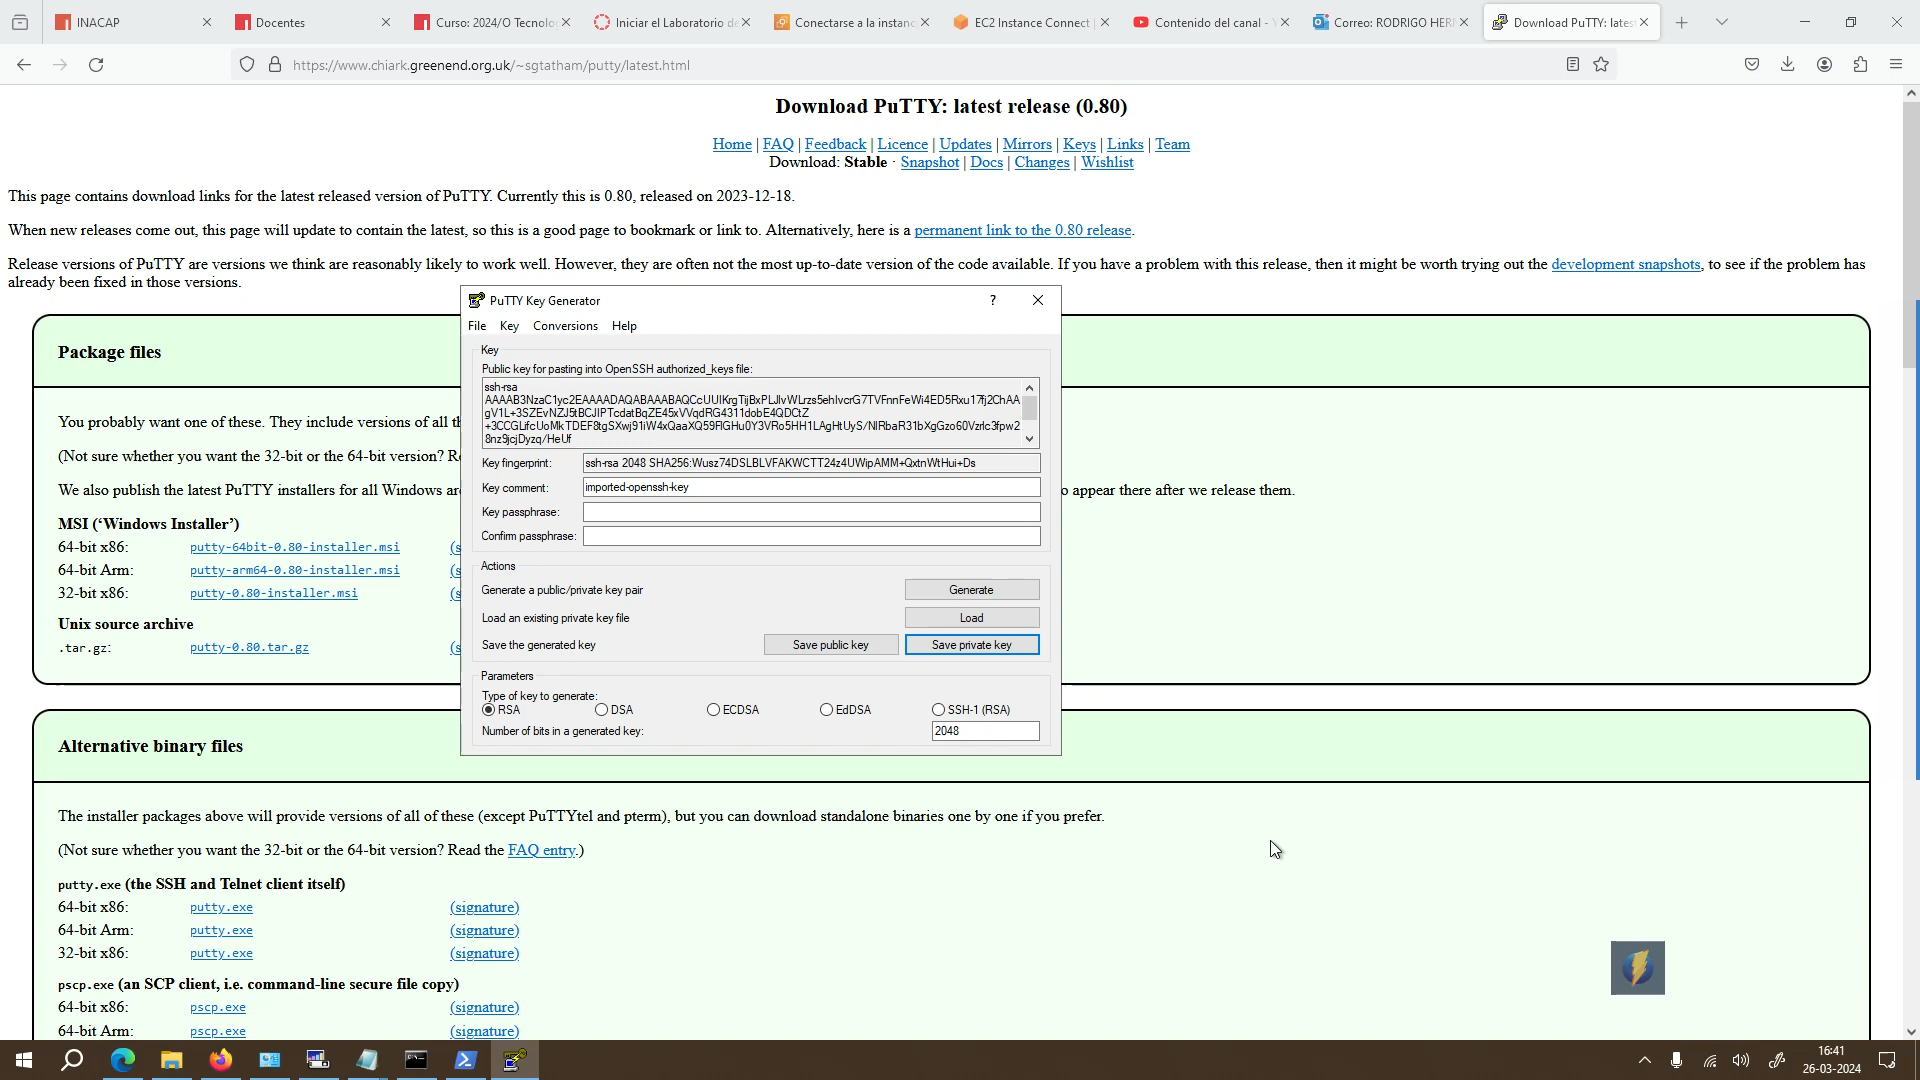 INACAP
Docentes
Curso: 2024/O Tecnolog
Iniciar el Laboratorio de
Conectarse a la instanc
EC2 Instance Connect |
Contenido del canal - Y
Correo: RODRIGO HER
Download PuTTY: lates
https://www.chiark.greenend.org.uk/~sgtatham/putty/latest.html
Download PuTTY: latest release (0.80)
Home | FAQ | Feedback | Licence | Updates | Mirrors | Keys | Links | Team
Download: Stable · Snapshot | Docs | Changes | Wishlist
This page contains download links for the latest released version of PuTTY. Currently this is 0.80, released on 2023-12-18.
When new releases come out, this page will update to contain the latest, so this is a good page to bookmark or link to. Alternatively, here is a permanent link to the 0.80 release.
Release versions of PuTTY are versions we think are reasonably likely to work well. However, they are often not the most up-to-date version of the code available. If you have a problem with this release, then it might be worth trying out the development snapshots, to see if the problem has
already been fixed in those versions.
PuTTY Key Generator
?
File Key Conversions Help
Key
Public key for pasting into OpenSSH authorized_keys file:
ssh-rsa
Key fingerprint: ssh-rsa 2048 SHA256:Wusz74DSLBLVFAKWCTT24z4UWipAMM+QxtnWtHui+Ds
Key comment: imported-openssh-key
Key passphrase:
Confirm passphrase:
Actions
Generate a public/private key pair
Generate
Load an existing private key file
Load
Save the generated key
Save public key
Save private key
Parameters
Type of key to generate:
RSA DSA ECDSA EdDSA SSH-1 (RSA)
Number of bits in a generated key: 2048
Package files
You probably want one of these. They include versions of all th
(Not sure whether you want the 32-bit or the 64-bit version? Re
We also publish the latest PuTTY installers for all Windows ar
o appear there after we release them.
MSI (‘Windows Installer’)
64-bit x86: putty-64bit-0.80-installer.msi (s
64-bit Arm: putty-arm64-0.80-installer.msi (s
32-bit x86: putty-0.80-installer.msi (s
Unix source archive
.tar.gz: putty-0.80.tar.gz (s
Alternative binary files
The installer packages above will provide versions of all of these (except PuTTYtel and pterm), but you can download standalone binaries one by one if you prefer.
(Not sure whether you want the 32-bit or the 64-bit version? Read the FAQ entry.)
putty.exe (the SSH and Telnet client itself)
64-bit x86: putty.exe (signature)
64-bit Arm: putty.exe (signature)
32-bit x86: putty.exe (signature)
pscp.exe (an SCP client, i.e. command-line secure file copy)
64-bit x86: pscp.exe (signature)
64-bit Arm: pscp.exe (signature)
16:41
26-03-2024